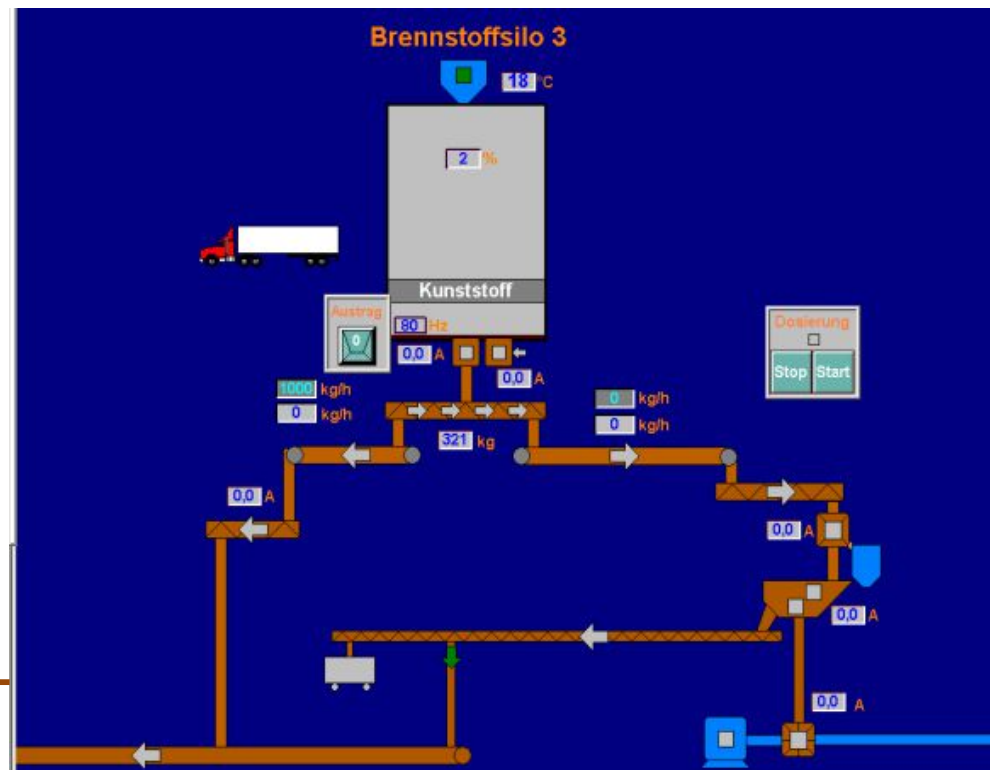 Brennstoffsilo 3
18 °C
2 %
Kunststoff
Austrag
0
80 Hz
0,0 A
0,0 A
Dosierung
Stop Start
1000 kg/h
0 kg/h
0 kg/h
0 kg/h
321 kg
0,0 A
0,0 A
0,0 A
0,0 A